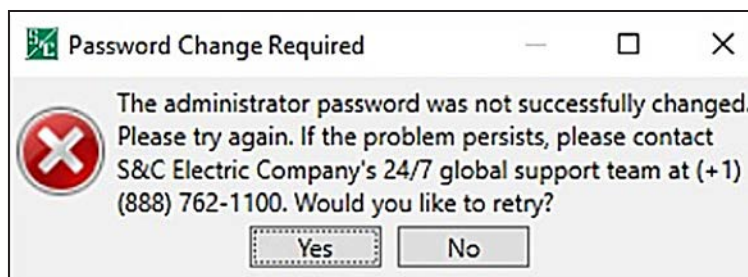 S/C Password Change Required
The administrator password was not successfully changed.
Please try again. If the problem persists, please contact
S&C Electric Company's 24/7 global support team at (+1)
(888) 762-1100. Would you like to retry?
Yes No